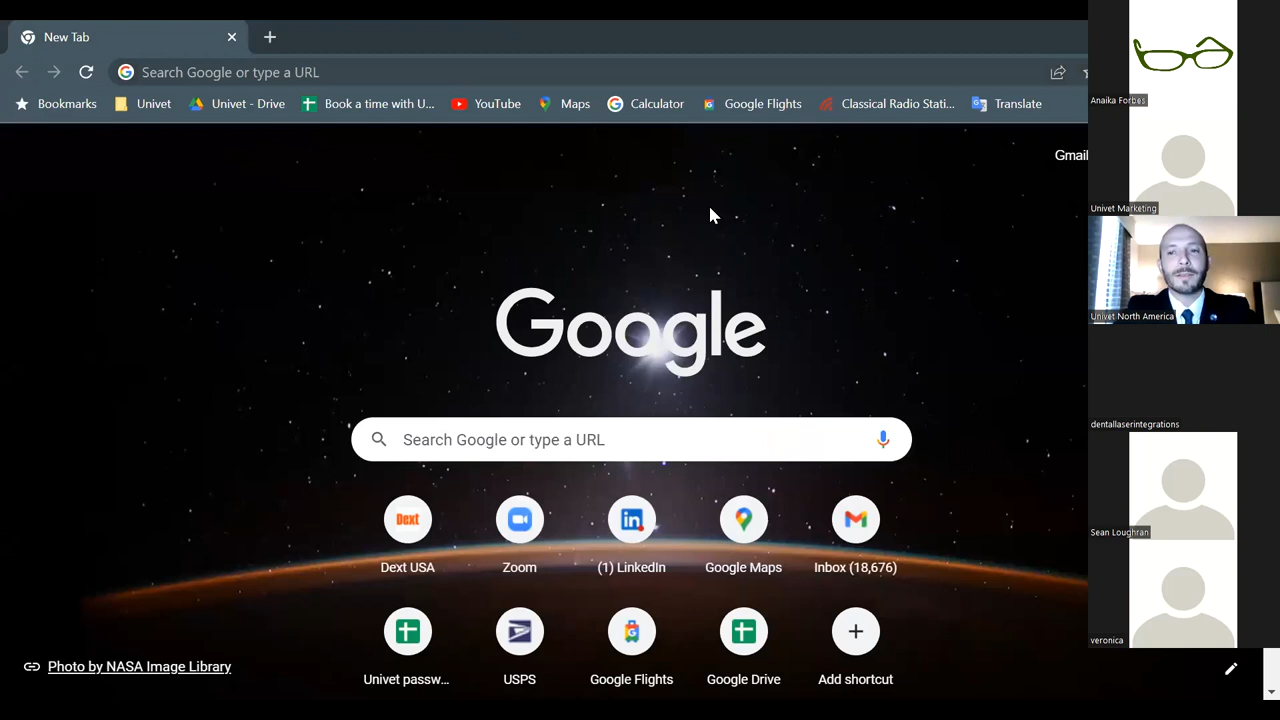 New Tab
Search Google or type a URL
Bookmarks
Univet
Univet - Drive
Book a time with U...
YouTube
Maps
Calculator
Google Flights
Classical Radio Stati...
Translate
Gmail
Google
Search Google or type a URL
Dext
in
Dext USA
Zoom
(1) LinkedIn
Google Maps
Inbox (18,676)
Univet passw...
USPS
Google Flights
Google Drive
Add shortcut
Photo by NASA Image Library
Anaika Forbes
Univet Marketing
Univet North America
dentallaserintegrations
Sean Loughran
veronica